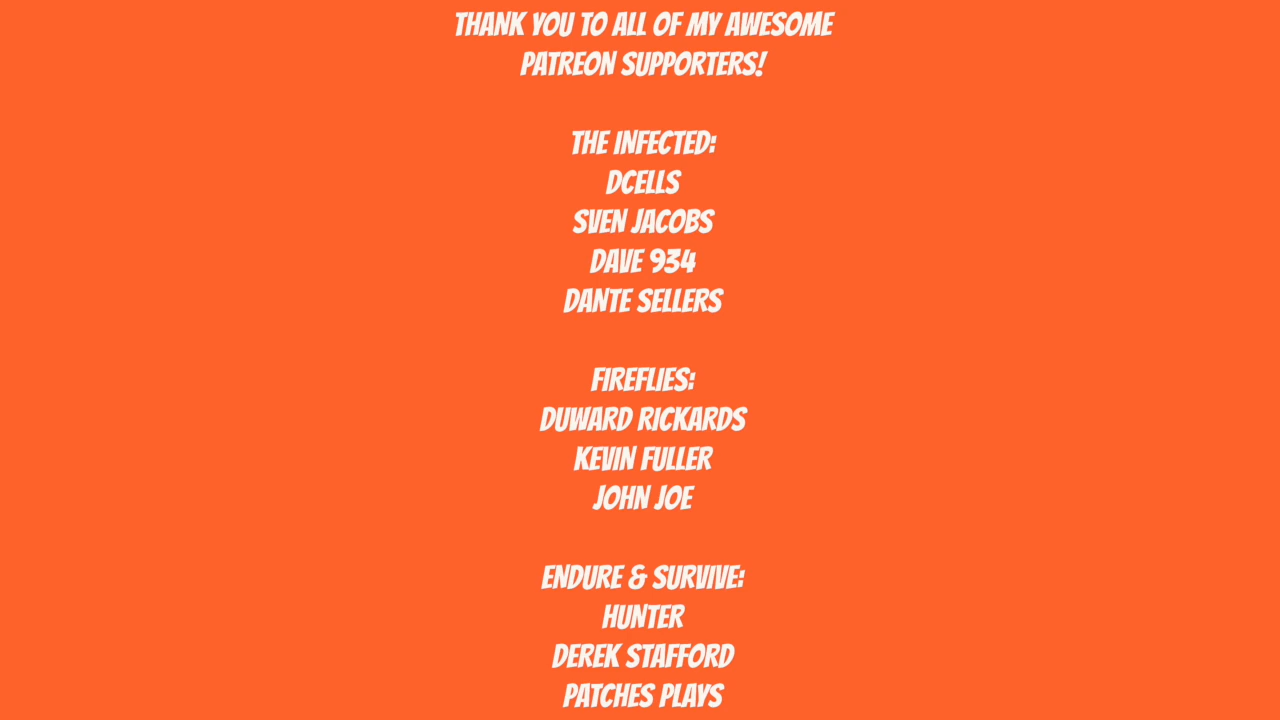 THANK YOU TO ALL OF MY AWESOME
PATREON SUPPORTERS!
THE INFECTED:
DCELLS
SVEN JACOBS
DAVE 934
DANTE SELLERS
FIREFLIES:
DUWARD RICKARDS
KEVIN FULLER
JOHN JOE
ENDURE & SURVIVE:
HUNTER
DEREK STAFFORD
PATCHES PLAYS